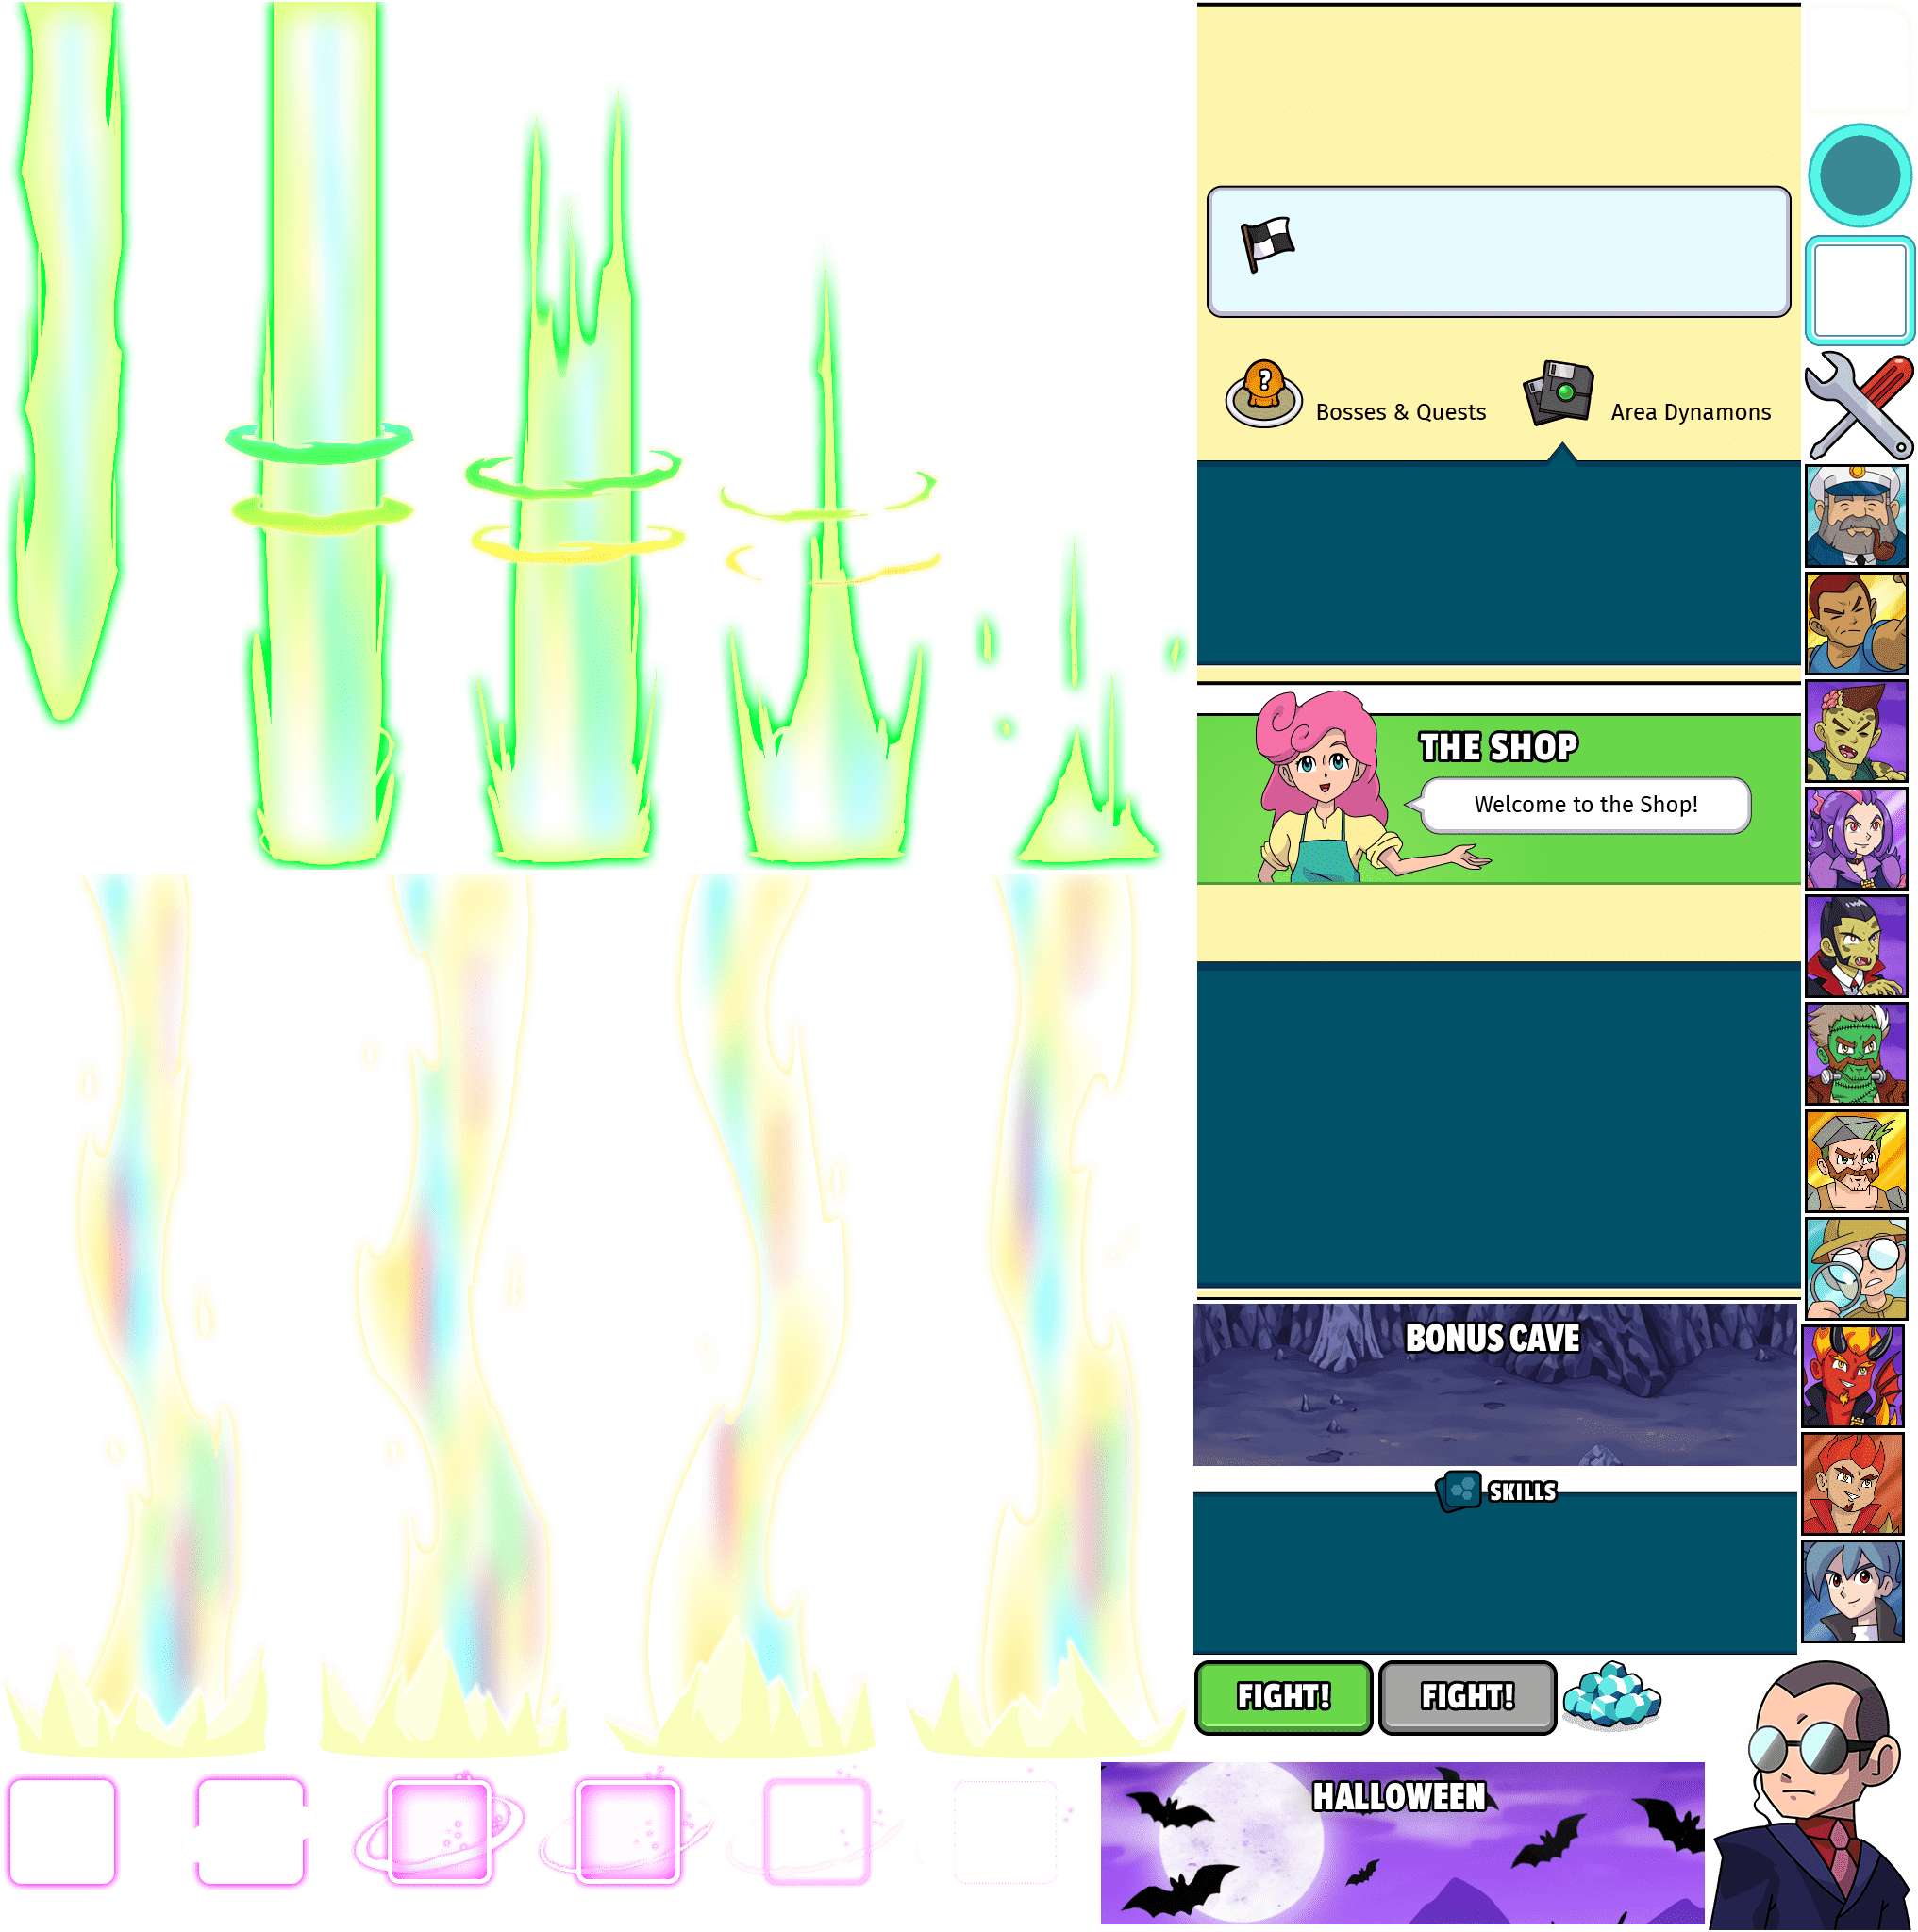 ?
Bosses & Quests
Area Dynamons
THE SHOP
Welcome to the Shop!
BONUS CAVE
SKILLS
FIGHT!
FIGHT!
HALLOWEEN